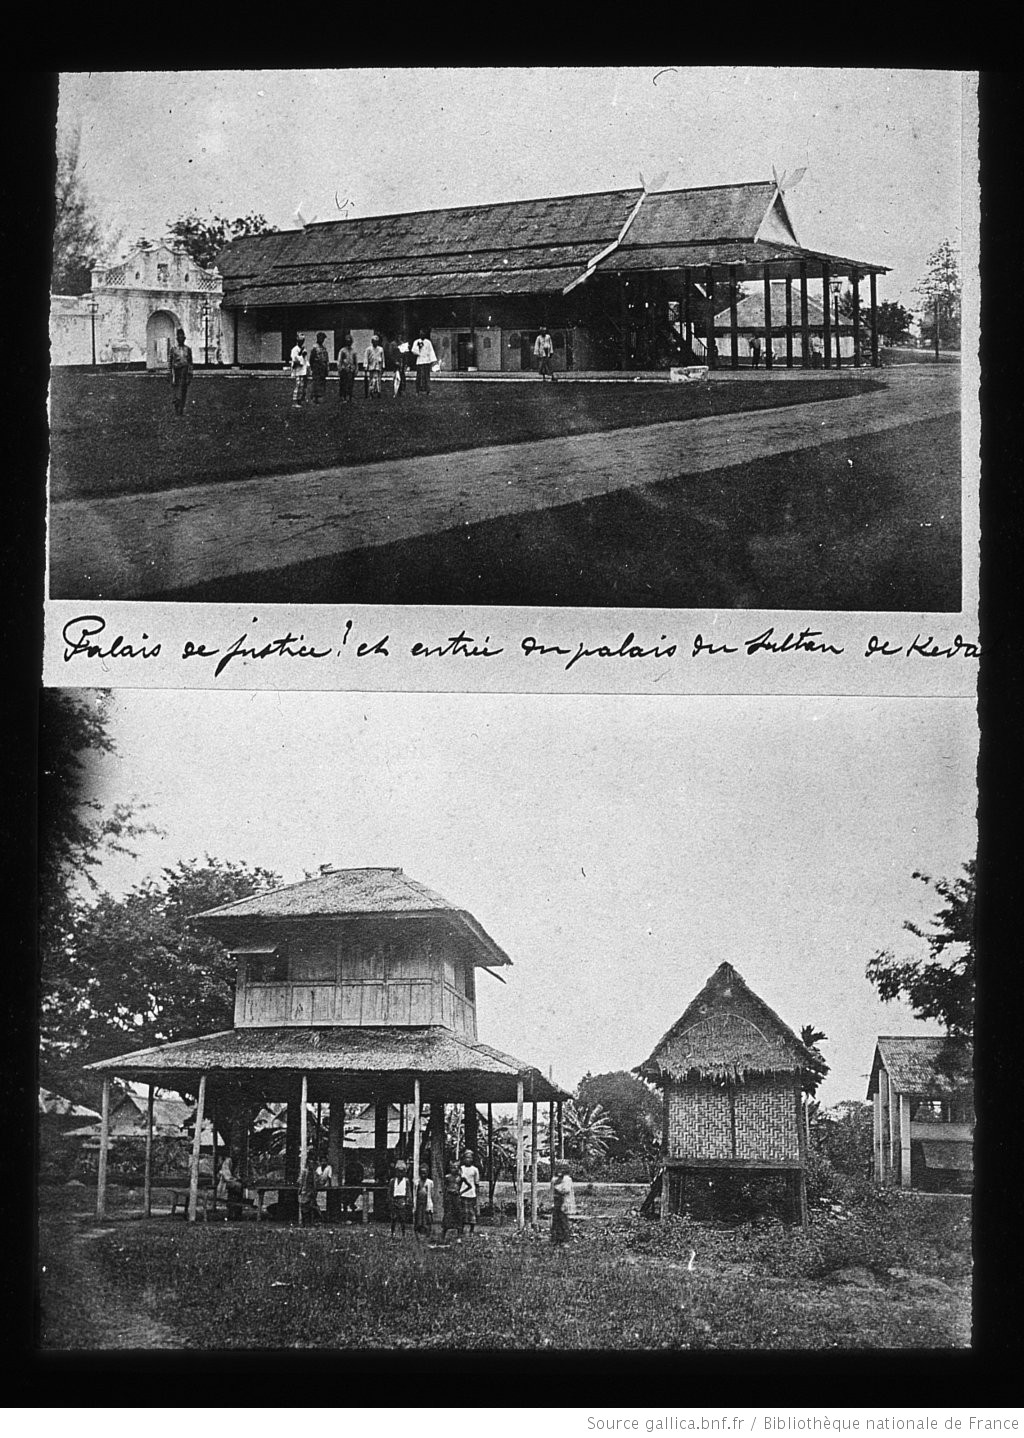 Palais de justice! et entrée du palais du Sultan de Keda
Source gallica.bnf.fr / Bibliothèque nationale de France